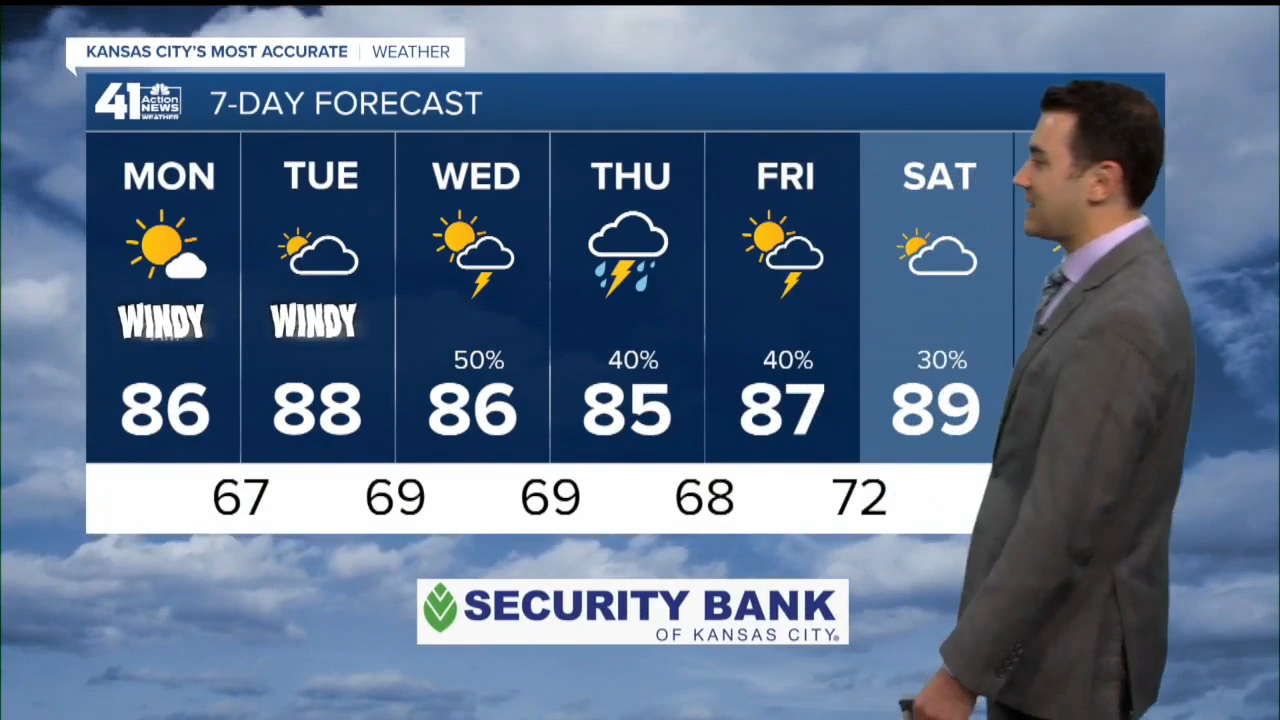 KANSAS CITY'S MOST ACCURATE | WEATHER
41 Action NEWS WEATHER 7-DAY FORECAST
MON TUE WED THU FRI SAT
WINDY WINDY
50% 40% 40% 30%
86 88 86 85 87 89
67 69 69 68 72
SECURITY BANK
OF KANSAS CITY®